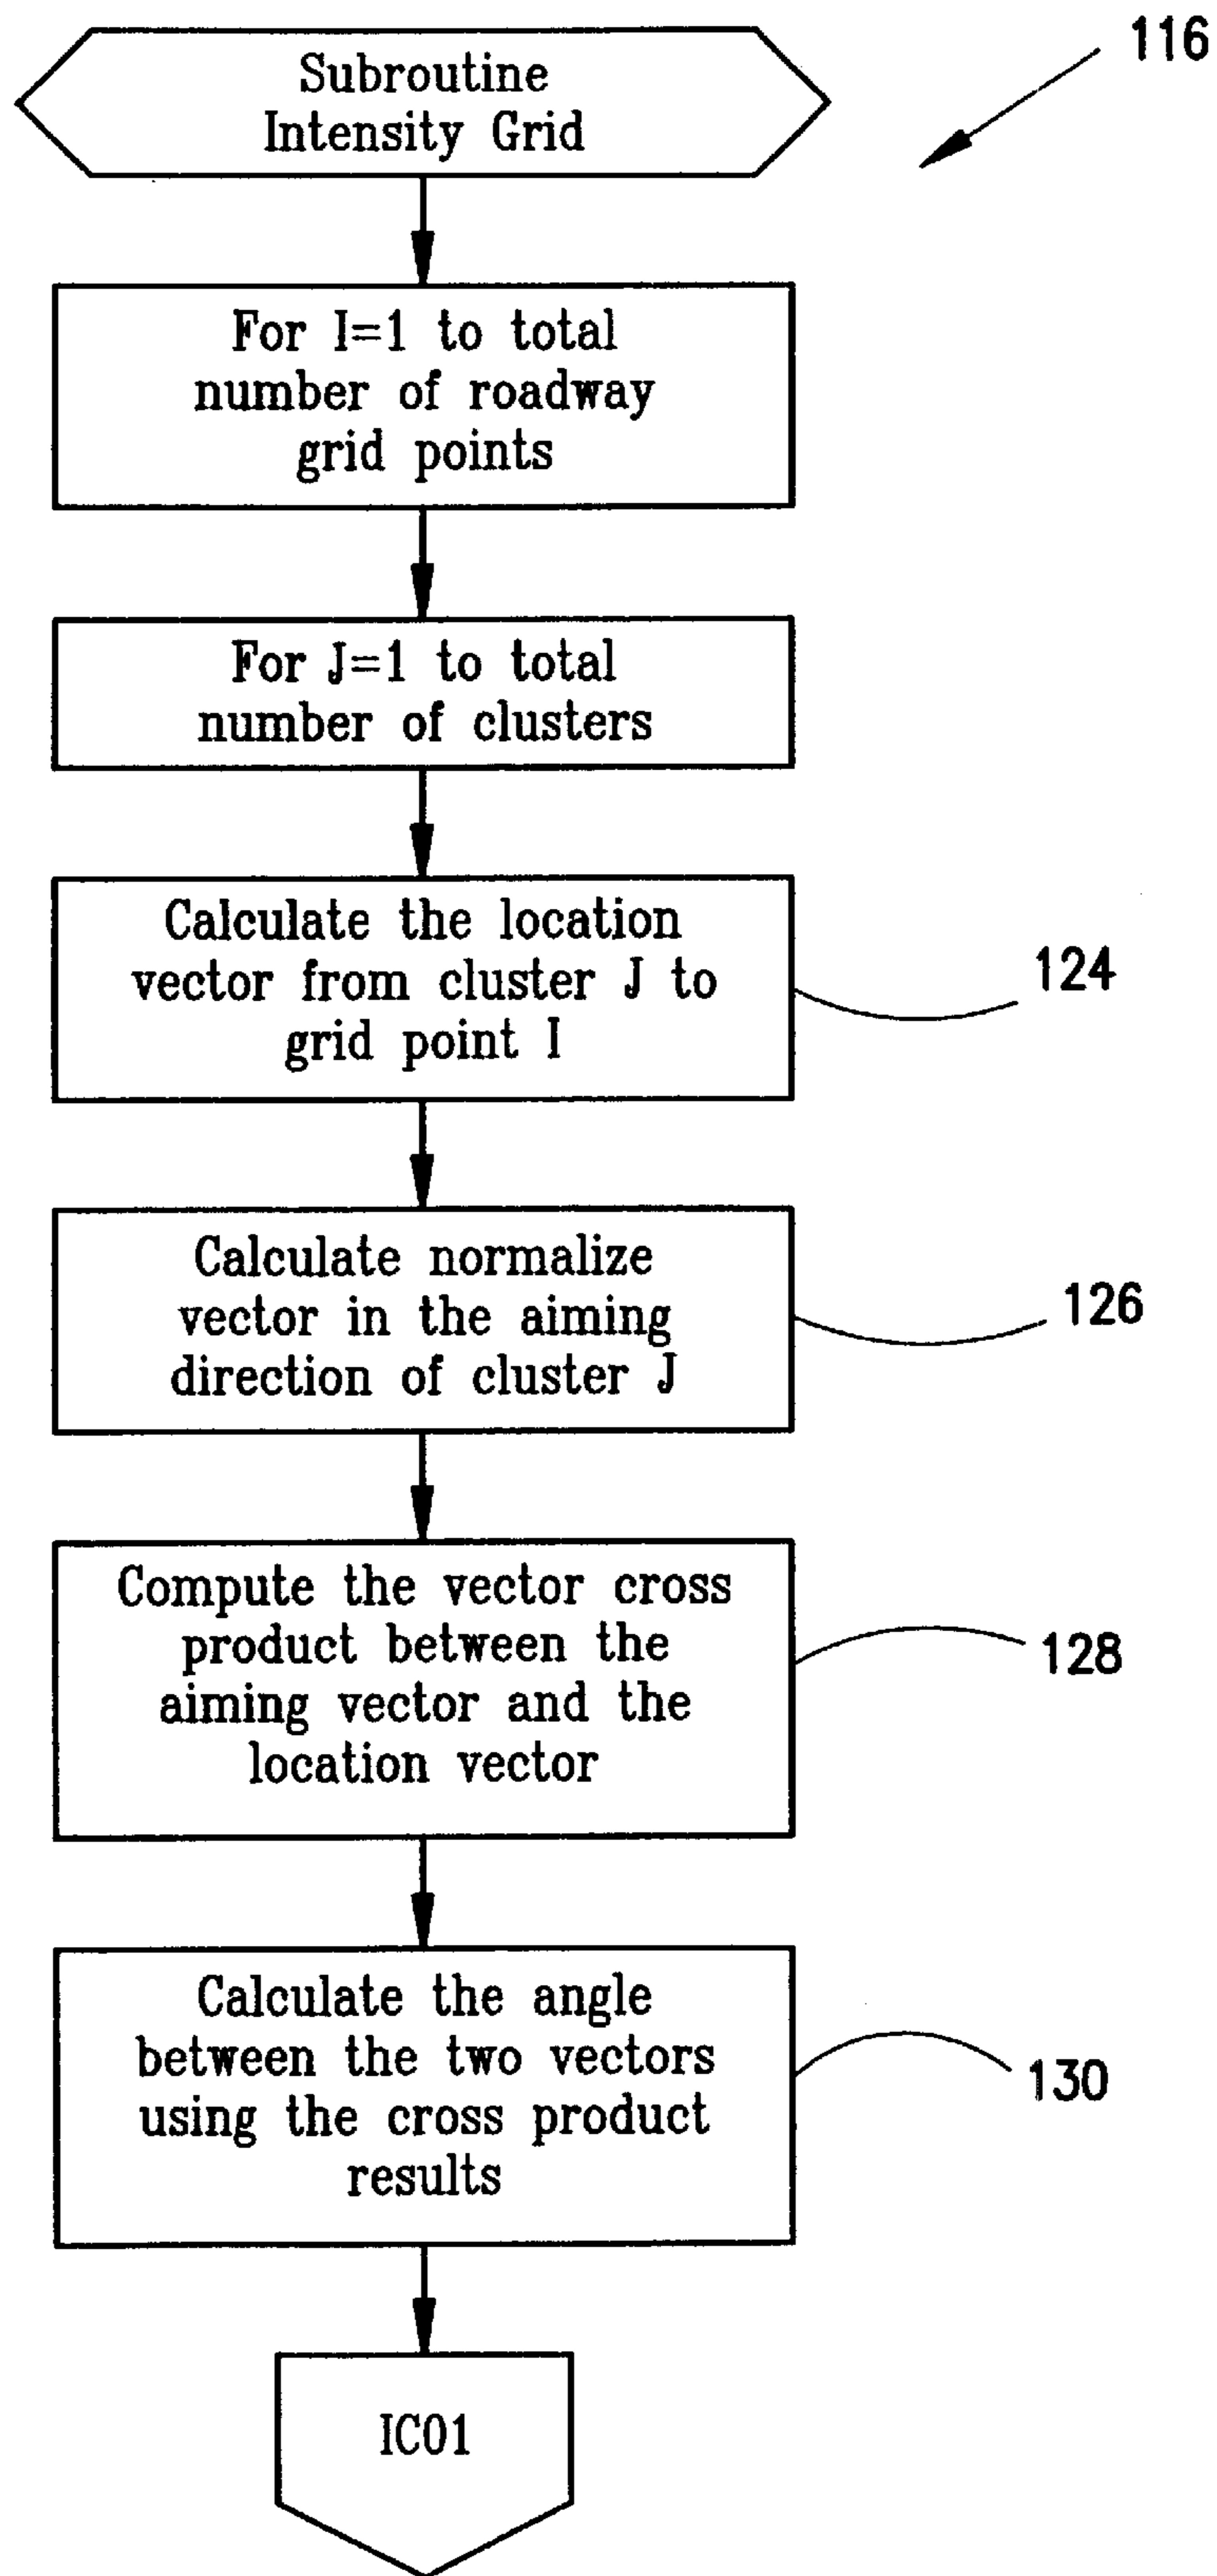 116
Subroutine
Intensity Grid
For I=1 to total
number of roadway
grid points
For J=1 to total
number of clusters
Calculate the location
vector from cluster J to
grid point I
124
Calculate normalize
vector in the aiming
direction of cluster J
126
Compute the vector cross
product between the
aiming vector and the
location vector
128
Calculate the angle
between the two vectors
using the cross product
results
130
IC01